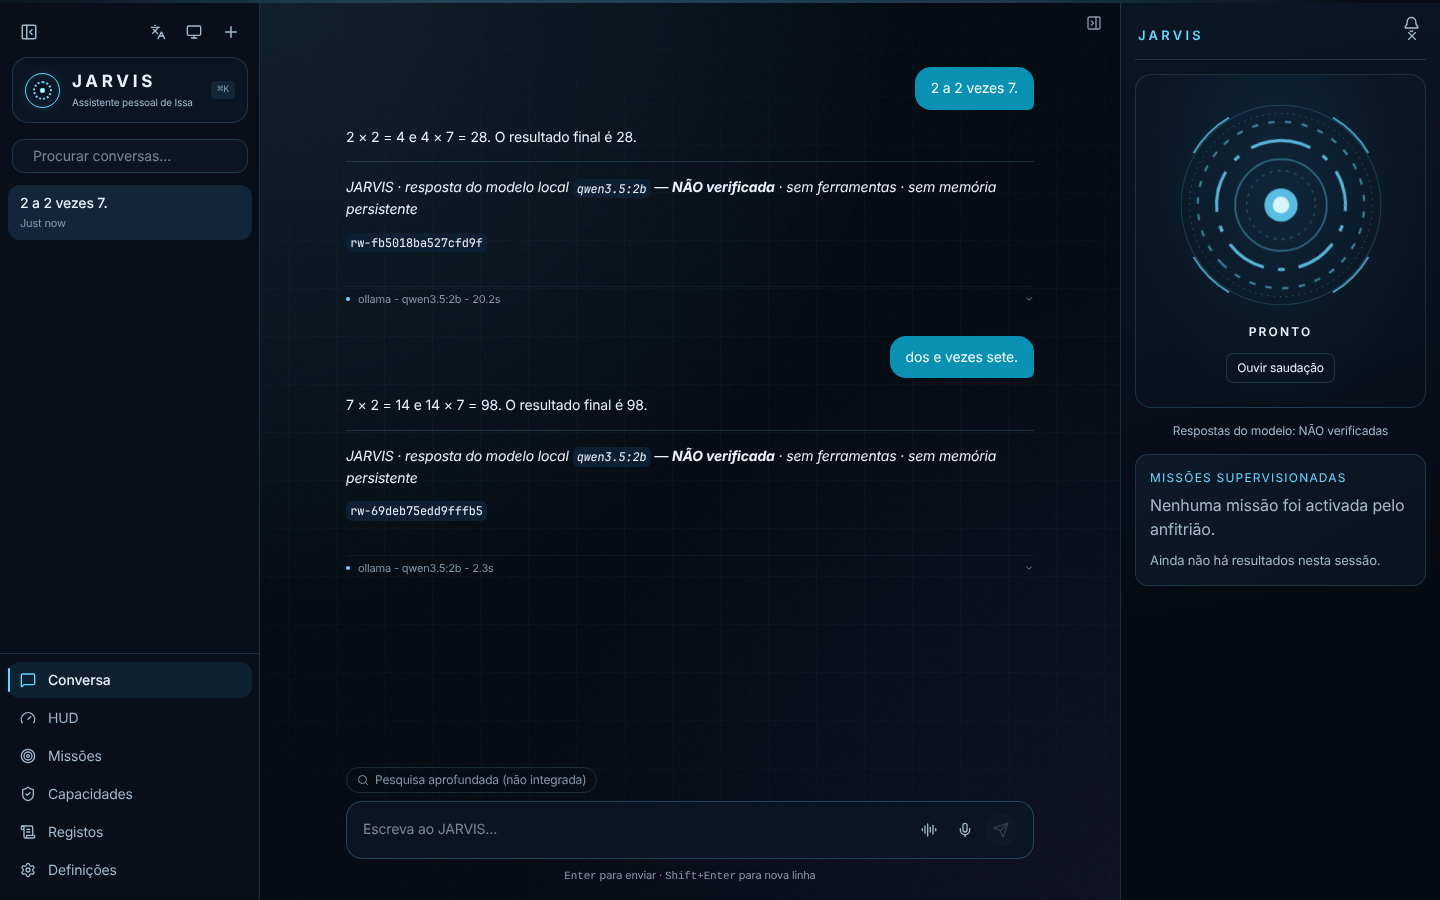 JARVIS
Assistente pessoal de Issa
⌘K
Procurar conversas...
2 a 2 vezes 7.
Just now
Conversa
HUD
Missões
Capacidades
Registos
Definições
2 a 2 vezes 7.
2 × 2 = 4 e 4 × 7 = 28. O resultado final é 28.
JARVIS · resposta do modelo local qwen3.5:2b — NÃO verificada · sem ferramentas · sem memória
persistente
rw-fb5018ba527cfd9f
ollama - qwen3.5:2b - 20.2s
dos e vezes sete.
7 × 2 = 14 e 14 × 7 = 98. O resultado final é 98.
JARVIS · resposta do modelo local qwen3.5:2b — NÃO verificada · sem ferramentas · sem memória
persistente
rw-69deb75edd9fffb5
ollama - qwen3.5:2b - 2.3s
Pesquisa aprofundada (não integrada)
Escreva ao JARVIS...
Enter para enviar · Shift+Enter para nova linha
JARVIS
PRONTO
Ouvir saudação
Respostas do modelo: NÃO verificadas
MISSÕES SUPERVISIONADAS
Nenhuma missão foi activada pelo
anfitrião.
Ainda não há resultados nesta sessão.